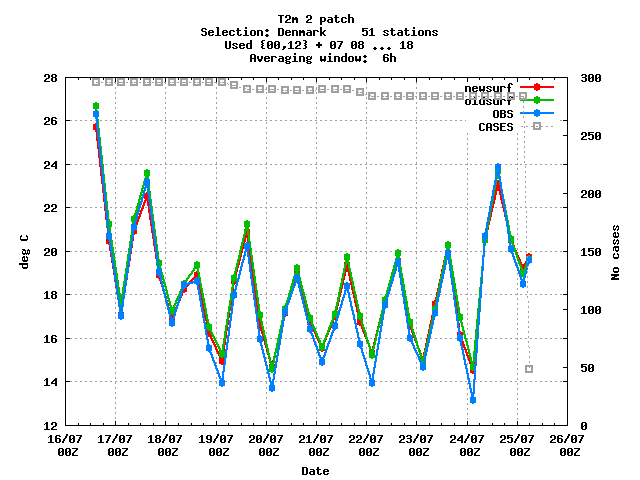 T2m 2 patch
Selection: Denmark 51 stations
Used {00,12} + 07 08 ... 18
Averaging window: 6h
28
26
24
22
20
18
16
14
12
deg C
300
250
200
150
100
50
0
No cases
newsurf
oldsurf
OBS
CASES
16/07 17/07 18/07 19/07 20/07 21/07 22/07 23/07 24/07 25/07 26/07
00Z 00Z 00Z 00Z 00Z 00Z 00Z 00Z 00Z 00Z 00Z
Date